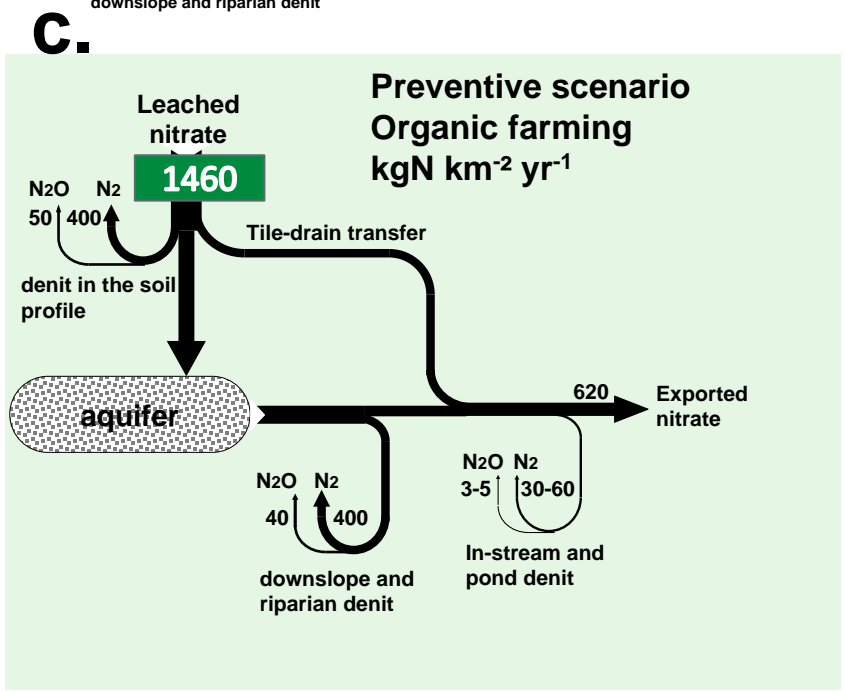 downslope and riparian denit
c.
Preventive scenario
Organic farming
kgN km-2 yr-1
Leached
nitrate
1460
N2O N2
50 400
Tile-drain transfer
denit in the soil
profile
aquifer
620
Exported
nitrate
N2O N2
3-5 30-60
N2O N2
40 400
In-stream and
pond denit
downslope and
riparian denit